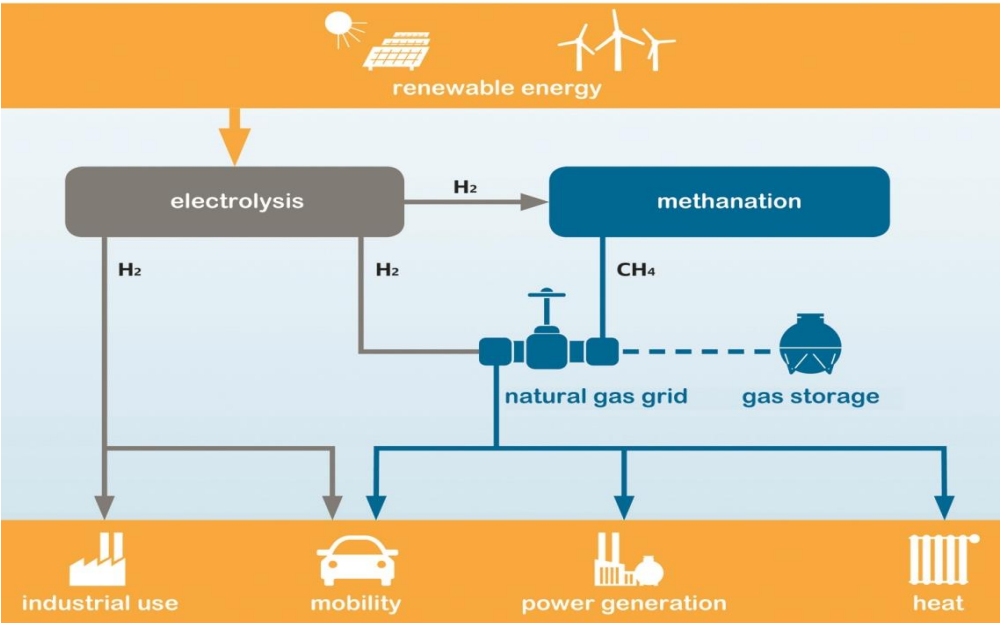 renewable energy
electrolysis
H₂
methanation
H₂
H₂
CH₄
natural gas grid
gas storage
industrial use
mobility
power generation
heat